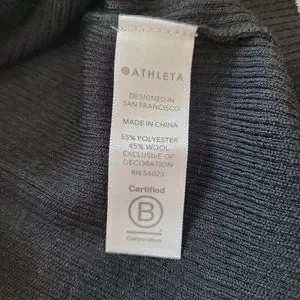 ATHLETA
DESIGNED IN
SAN FRANCISCO
MADE IN CHINA
55% POLYESTER
45% WOOL
EXCLUSIVE OF
DECORATION
RN 54023
Certified
B
Corporation